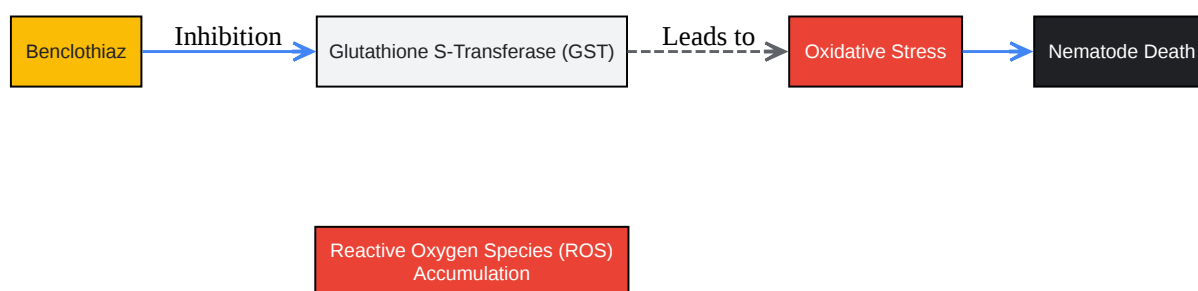 Benclothiaz
Inhibition
Glutathione S-Transferase (GST)
Leads to
Oxidative Stress
Nematode Death
Reactive Oxygen Species (ROS)
Accumulation